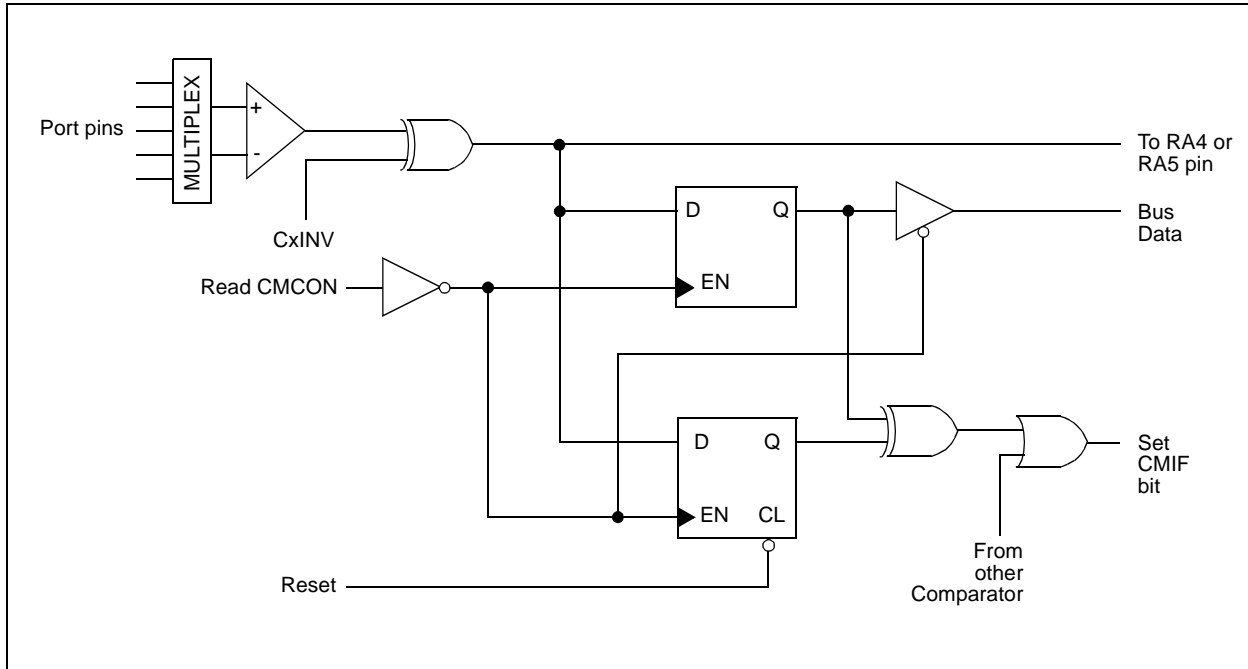 MULTIPLEX
Port pins
+
-
CxINV
To RA4 or
RA5 pin
D
Q
EN
Bus
Data
Read CMCON
D
Q
EN
CL
Set
CMIF
bit
From
other
Comparator
Reset